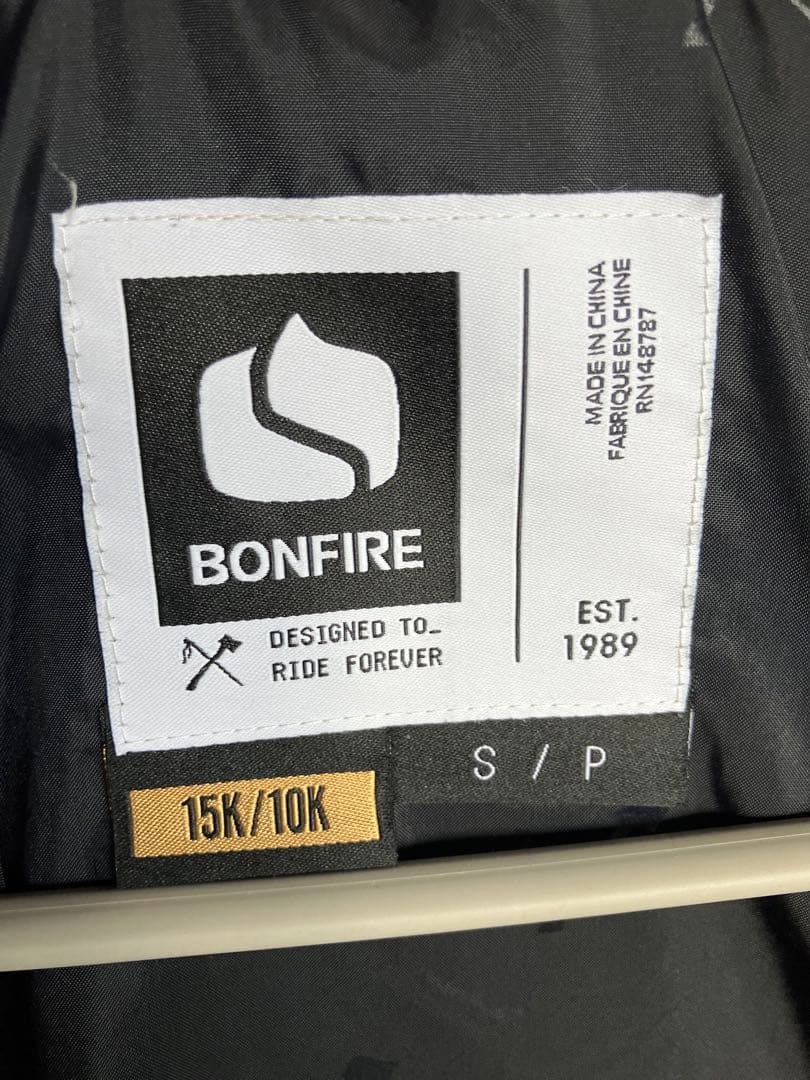 BONFIRE
DESIGNED TO_
RIDE FOREVER
MADE IN CHINA
FABRIQUE EN CHINE
RN148787
EST.
1989
S / P
15K/10K